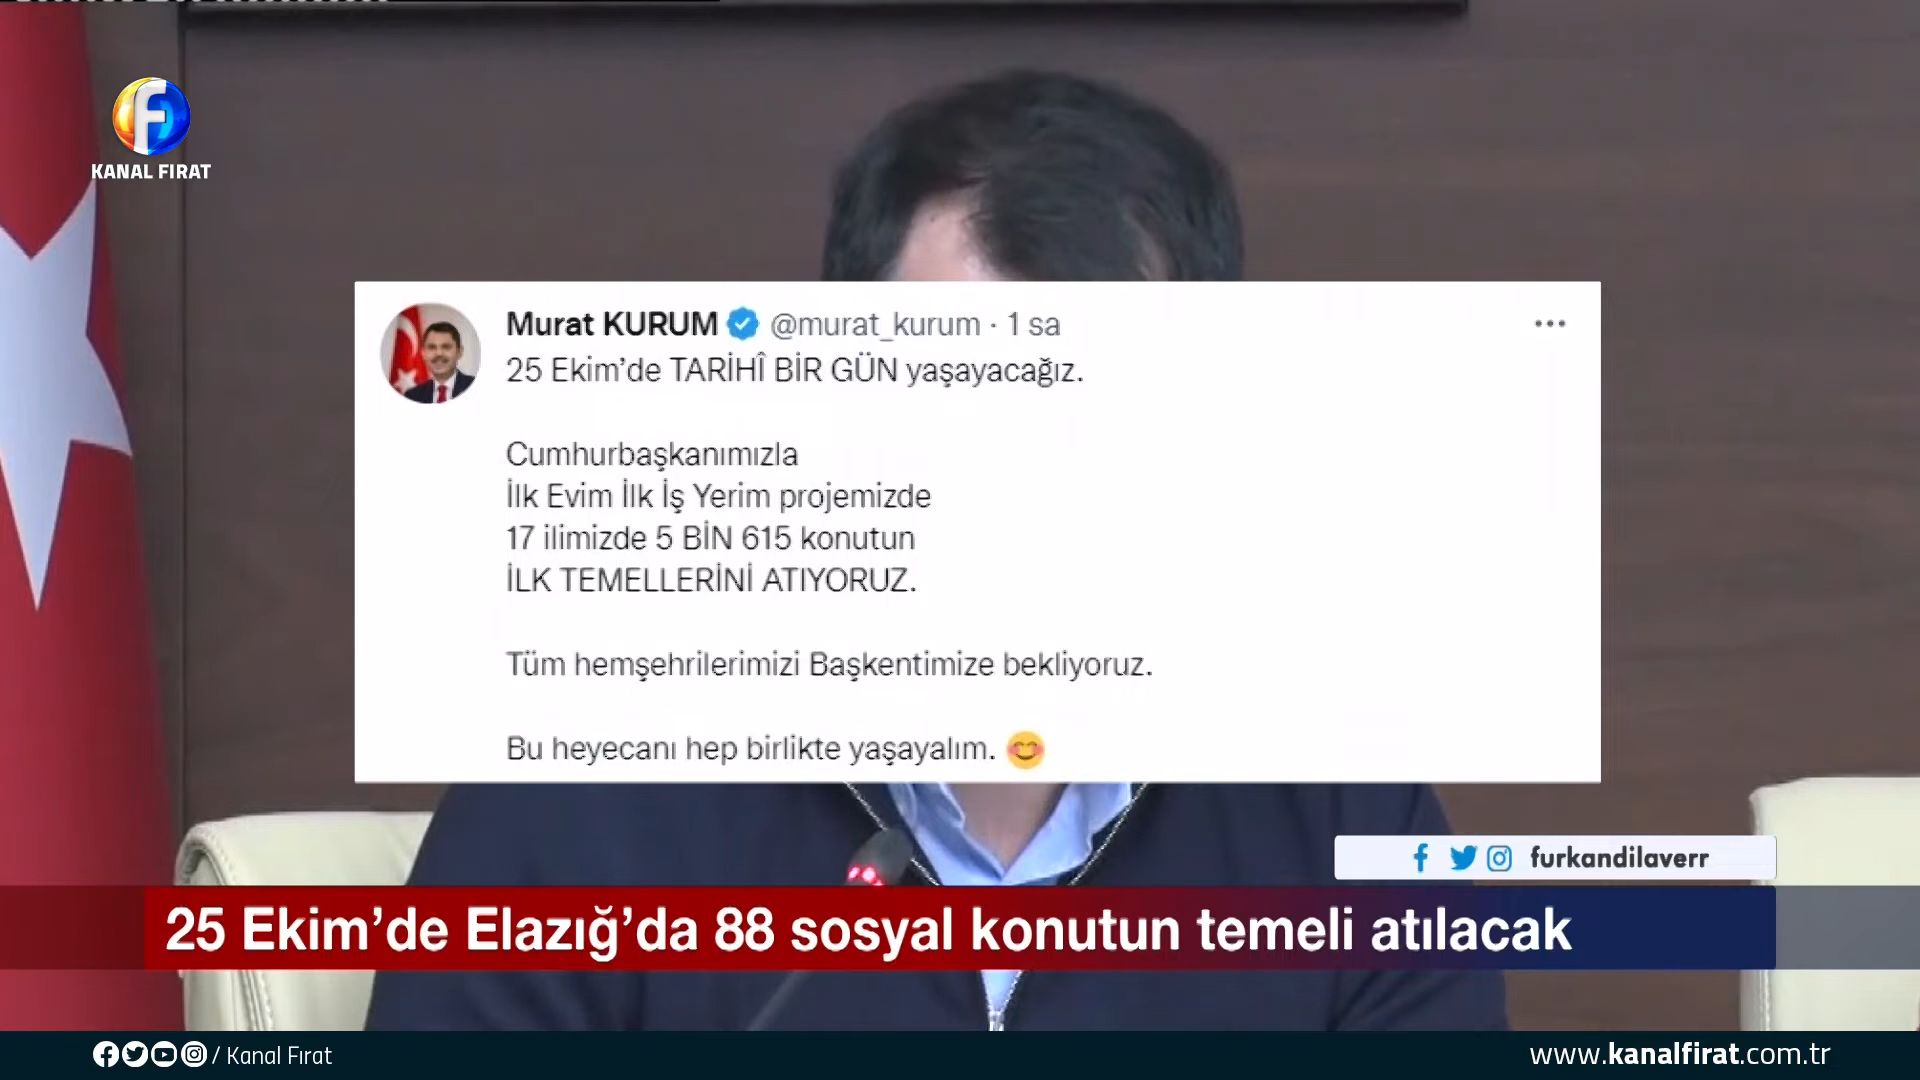 KANAL FIRAT
Murat KURUM @murat_kurum · 1 sa
25 Ekim’de TARİHÎ BİR GÜN yaşayacağız.
Cumhurbaşkanımızla
İlk Evim İlk İş Yerim projemizde
17 ilimizde 5 BİN 615 konutun
İLK TEMELLERİNİ ATIYORUZ.
Tüm hemşehrilerimizi Başkentimize bekliyoruz.
Bu heyecanı hep birlikte yaşayalım. 😊
furkandilaverr
25 Ekim’de Elazığ’da 88 sosyal konutun temeli atılacak
/ Kanal Fırat
www.kanalfirat.com.tr